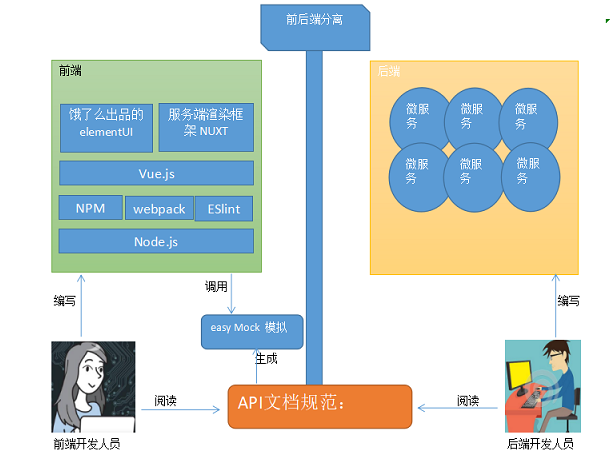 前后端分离
前端
后端
饿了么出品的
elementUI
服务端渲染框
架 NUXT
Vue.js
NPM
webpack
ESlint
Node.js
微服
务
微服
务
微服
务
微服
务
微服
务
微服
务
编写
调用
编写
easy Mock 模拟
生成
API文档规范：
阅读
阅读
前端开发人员
后端开发人员